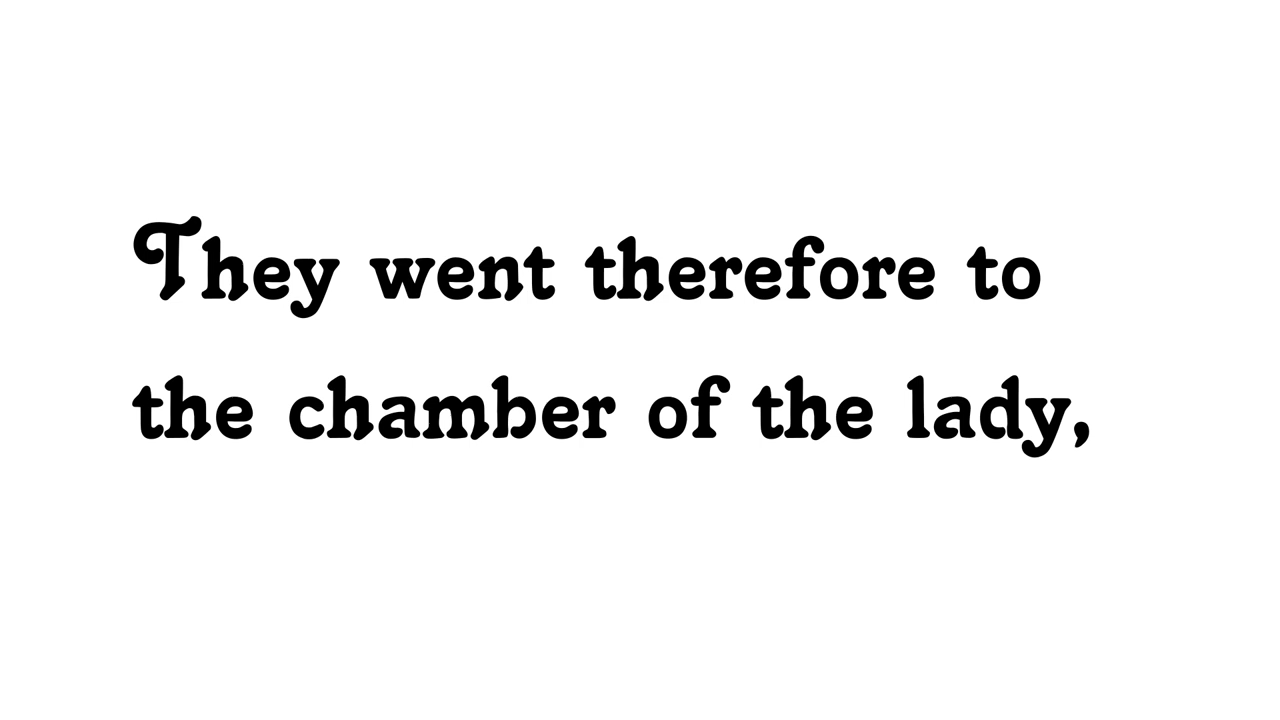 They went therefore to
the chamber of the lady,